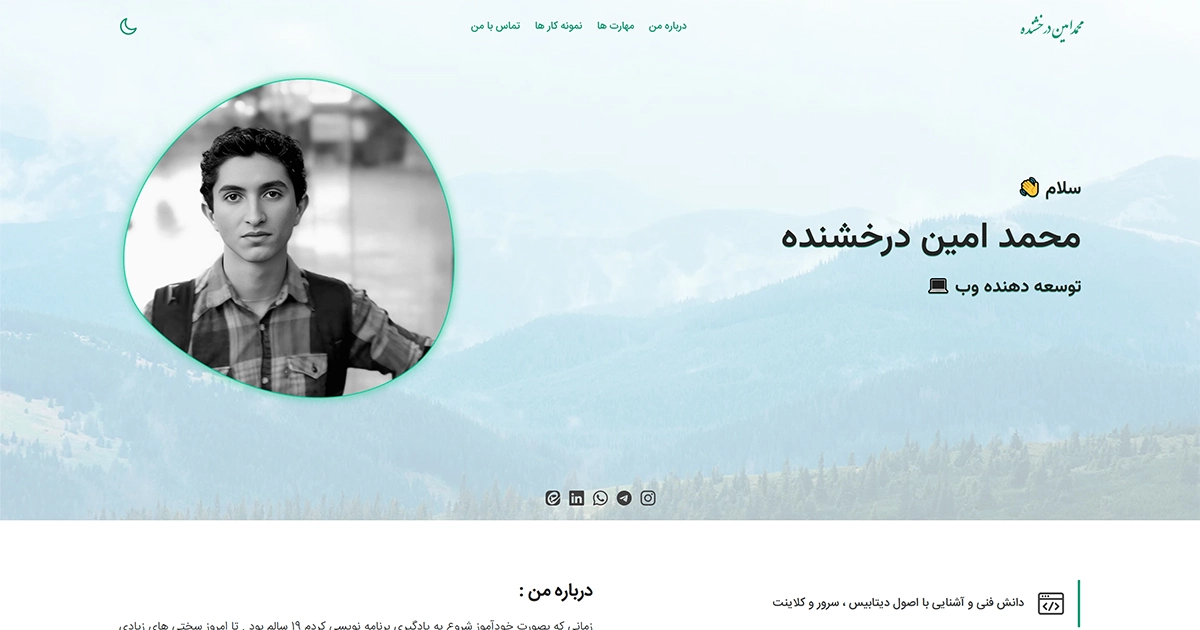 محمد امین درخشنده
درباره من
مهارت ها
نمونه کار ها
تماس با من
سلام 👋
محمد امین درخشنده
توسعه دهنده وب 💻
دانش فنی و آشنایی با اصول دیتابیس ، سرور و کلاینت
درباره من :
زمانی که بصورت خودآموز شروع به یادگیری برنامه نویسی کردم ۱۹ سالم بود . تا امروز سختی های زیادی